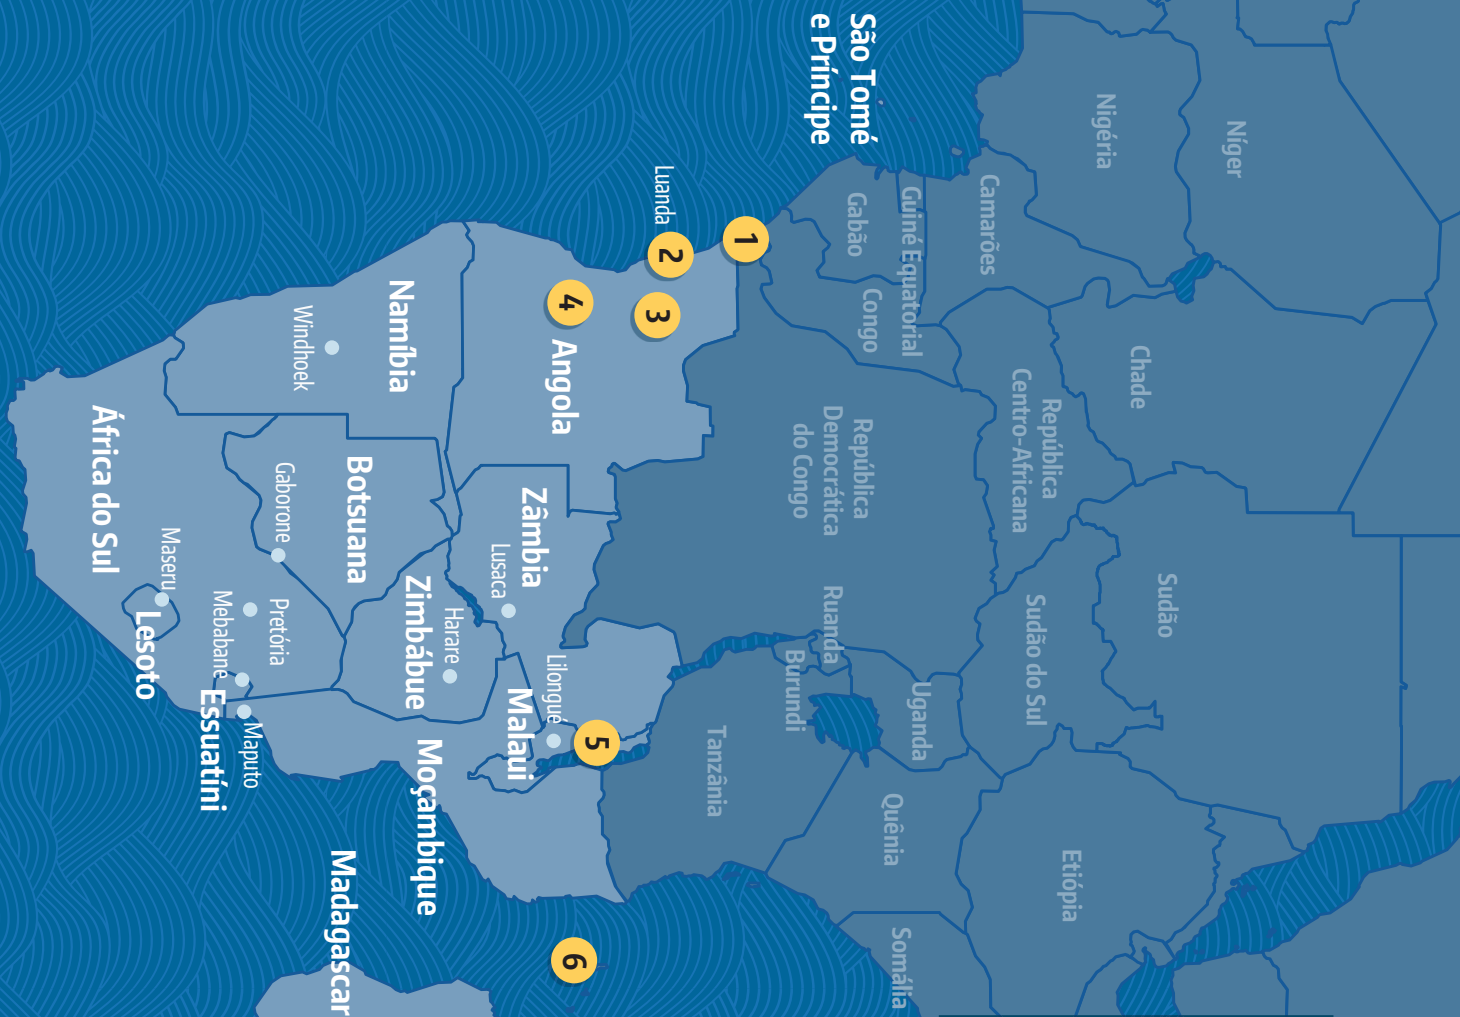 Níger
Nigéria
Chade
Sudão
Camarões
República
Centro-Africana
Sudão do Sul
Etiópia
Guiné Equatorial
Gabão
Congo
São Tomé
e Príncipe
República
Democrática
do Congo
Uganda
Ruanda
Burundi
Quênia
Somália
Tanzânia
1
Luanda
2
3
4
Angola
5
6
Zâmbia
Lusaca
Lilongué
Malaui
Namíbia
Windhoek
Botsuana
Gaborone
Zimbábue
Harare
Moçambique
Madagascar
Pretória
Mebabane
Maputo
Essuatíni
Maseru
Lesoto
África do Sul